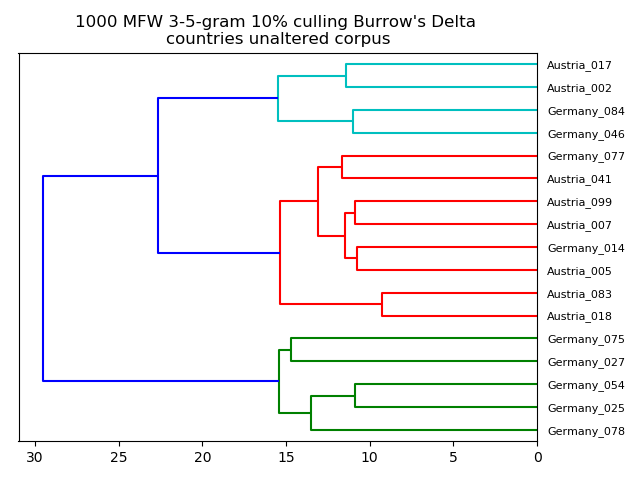 1000 MFW 3-5-gram 10% culling Burrow's Delta
countries unaltered corpus
Austria_017
Austria_002
Germany_084
Germany_046
Germany_077
Austria_041
Austria_099
Austria_007
Germany_014
Austria_005
Austria_083
Austria_018
Germany_075
Germany_027
Germany_054
Germany_025
Germany_078
30 25 20 15 10 5 0